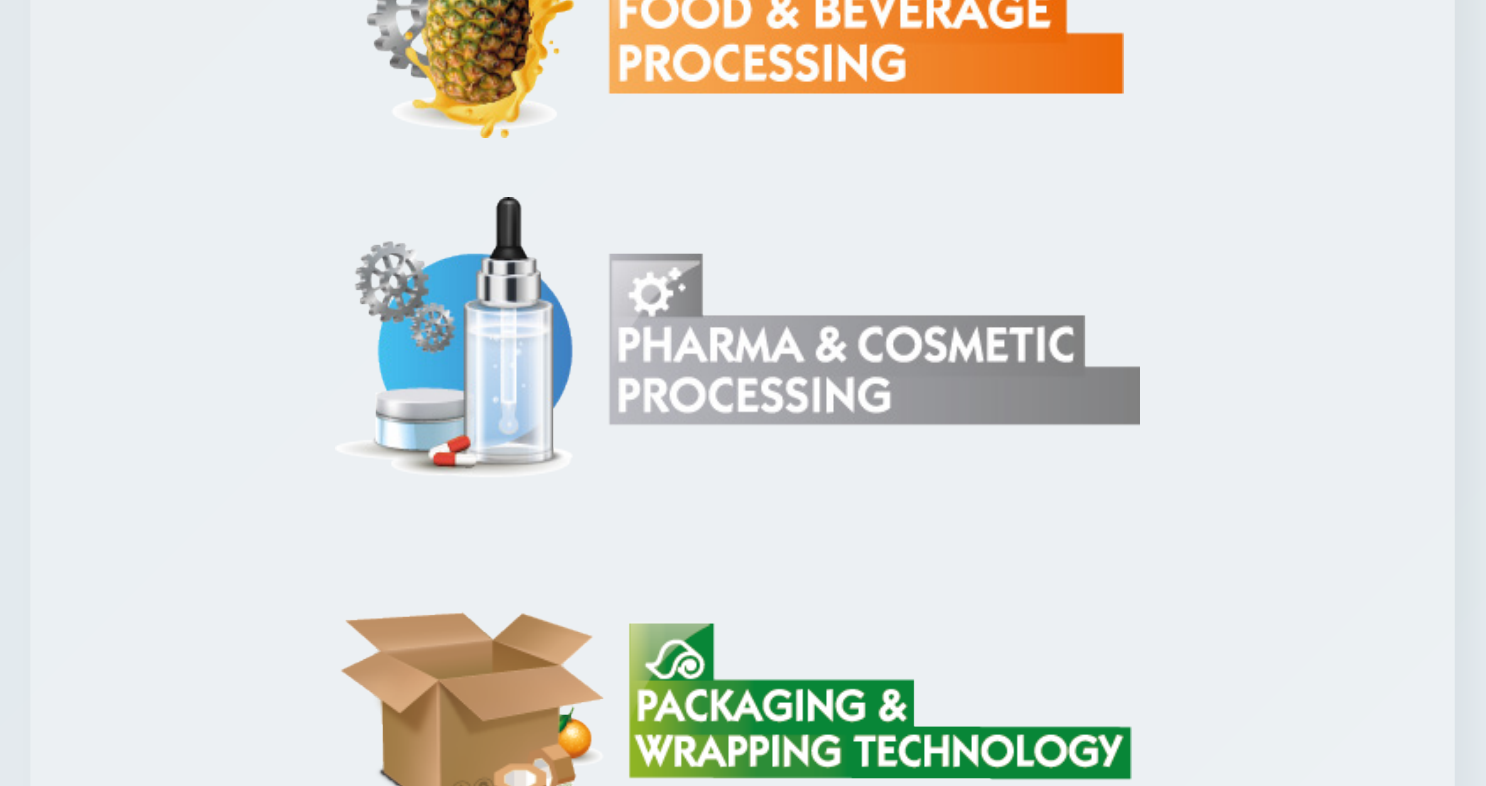 FOOD & BEVERAGE
PROCESSING
PHARMA & COSMETIC
PROCESSING
PACKAGING &
WRAPPING TECHNOLOGY